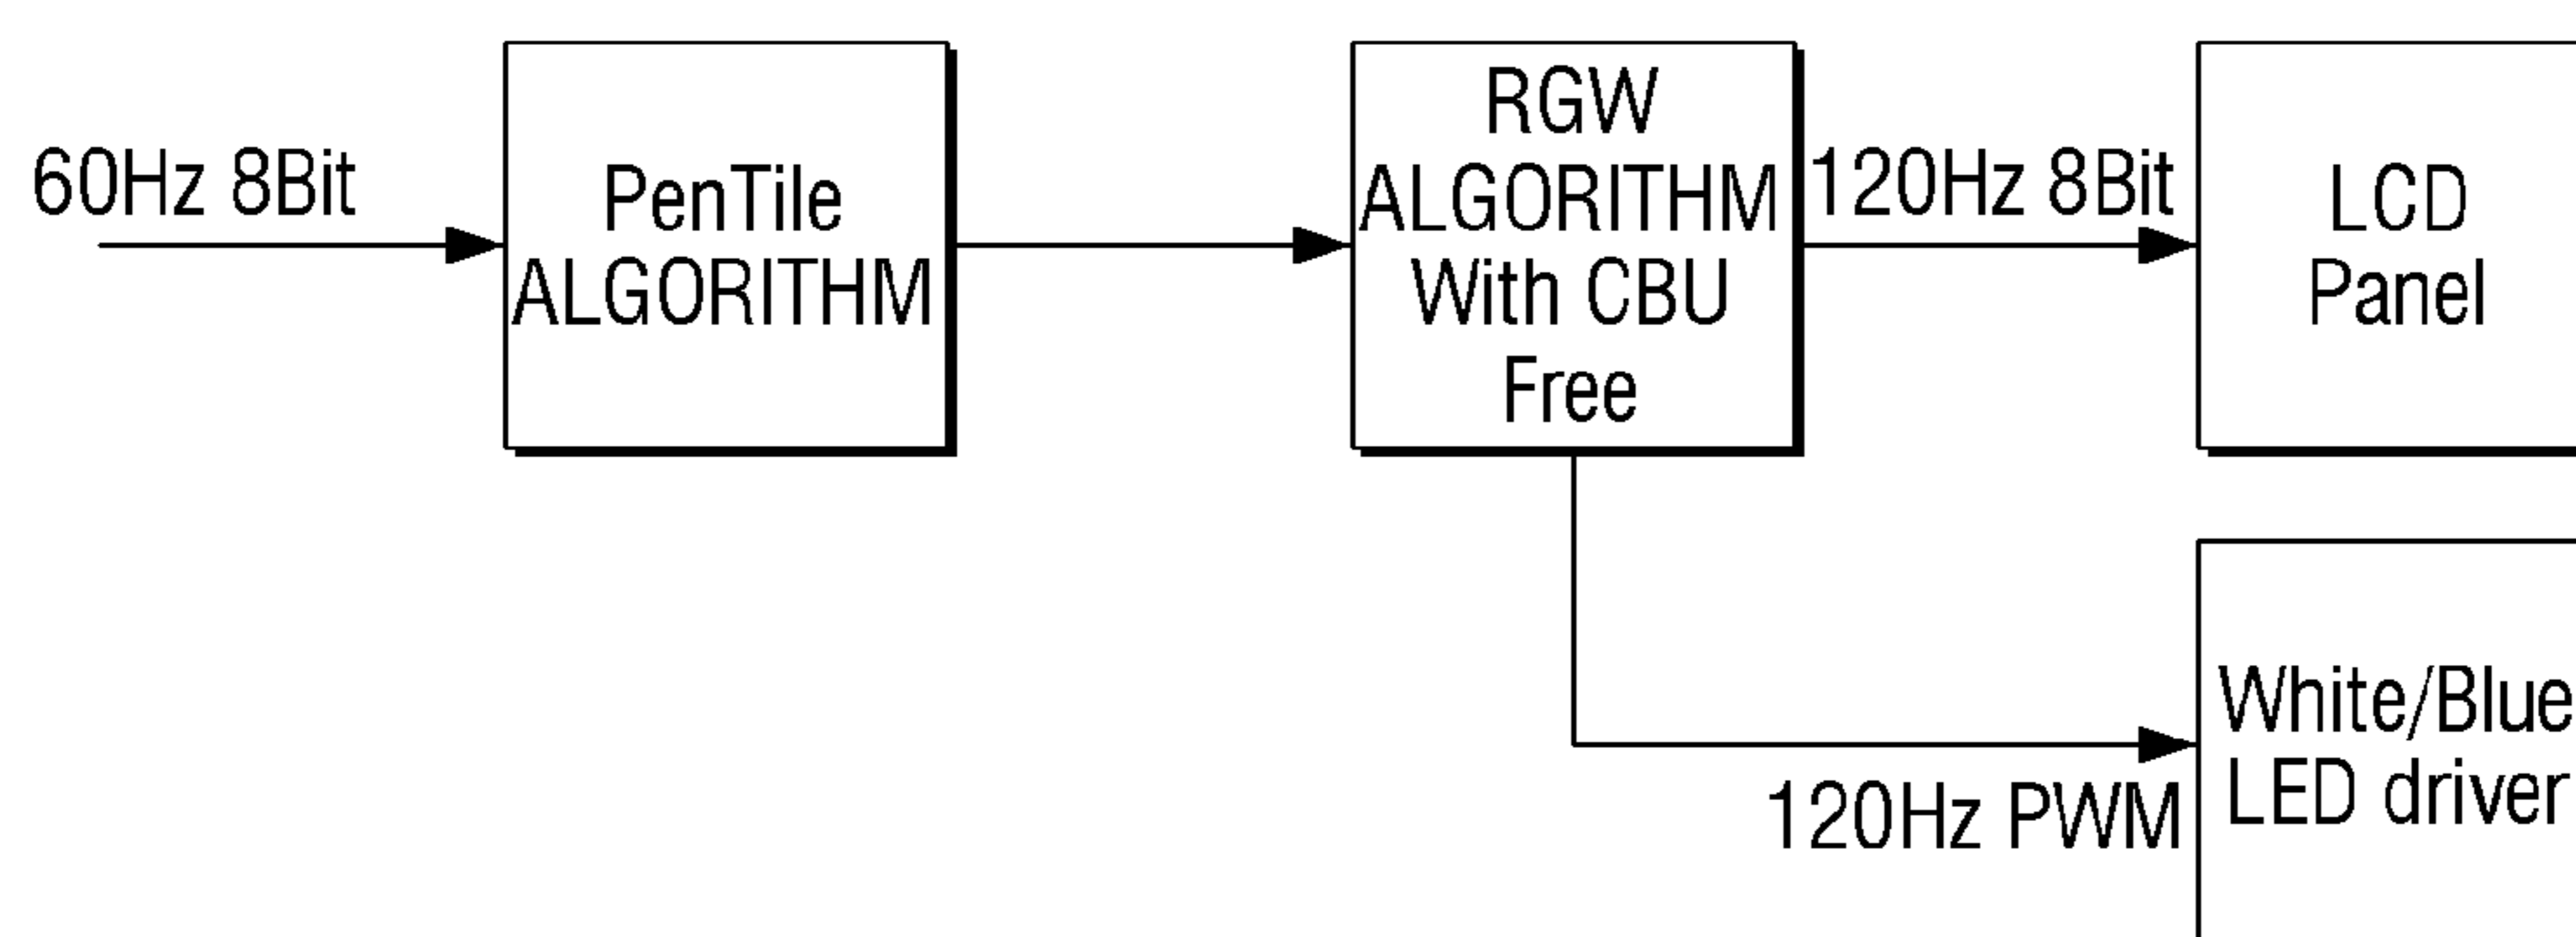 60Hz 8Bit
PenTile
ALGORITHM
RGW
ALGORITHM
With CBU
Free
120Hz 8Bit
LCD
Panel
120Hz PWM
White/Blue
LED driver